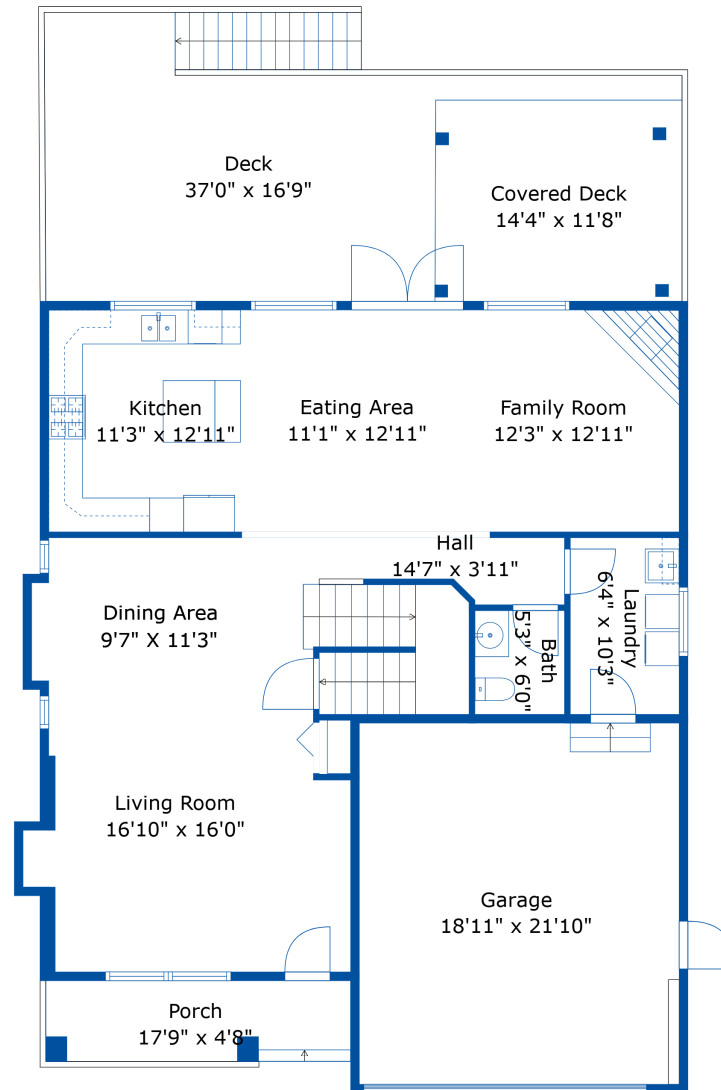 Deck
37'0" x 16'9"
Covered Deck
14'4" x 11'8"
Kitchen
11'3" x 12'11"
Eating Area
11'1" x 12'11"
Family Room
12'3" x 12'11"
Hall
14'7" x 3'11"
Dining Area
9'7" X 11'3"
Bath
5'3" x 6'0"
Laundry
6'4" x 10'3"
Living Room
16'10" x 16'0"
Garage
18'11" x 21'10"
Porch
17'9" x 4'8"